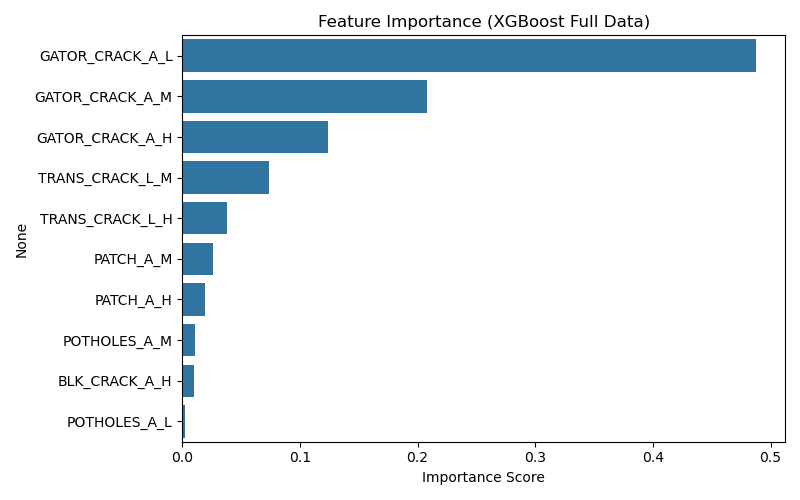 Feature Importance (XGBoost Full Data)
GATOR_CRACK_A_L
GATOR_CRACK_A_M
GATOR_CRACK_A_H
TRANS_CRACK_L_M
TRANS_CRACK_L_H
PATCH_A_M
PATCH_A_H
POTHOLES_A_M
BLK_CRACK_A_H
POTHOLES_A_L
None
0.0 0.1 0.2 0.3 0.4 0.5
Importance Score